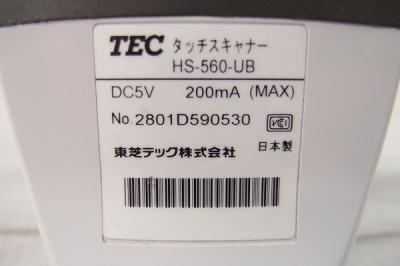 TEC タッチスキャナー
HS-560-UB
DC5V 200mA (MAX)
No.2801D590530 VCI
東芝テック株式会社 日本製